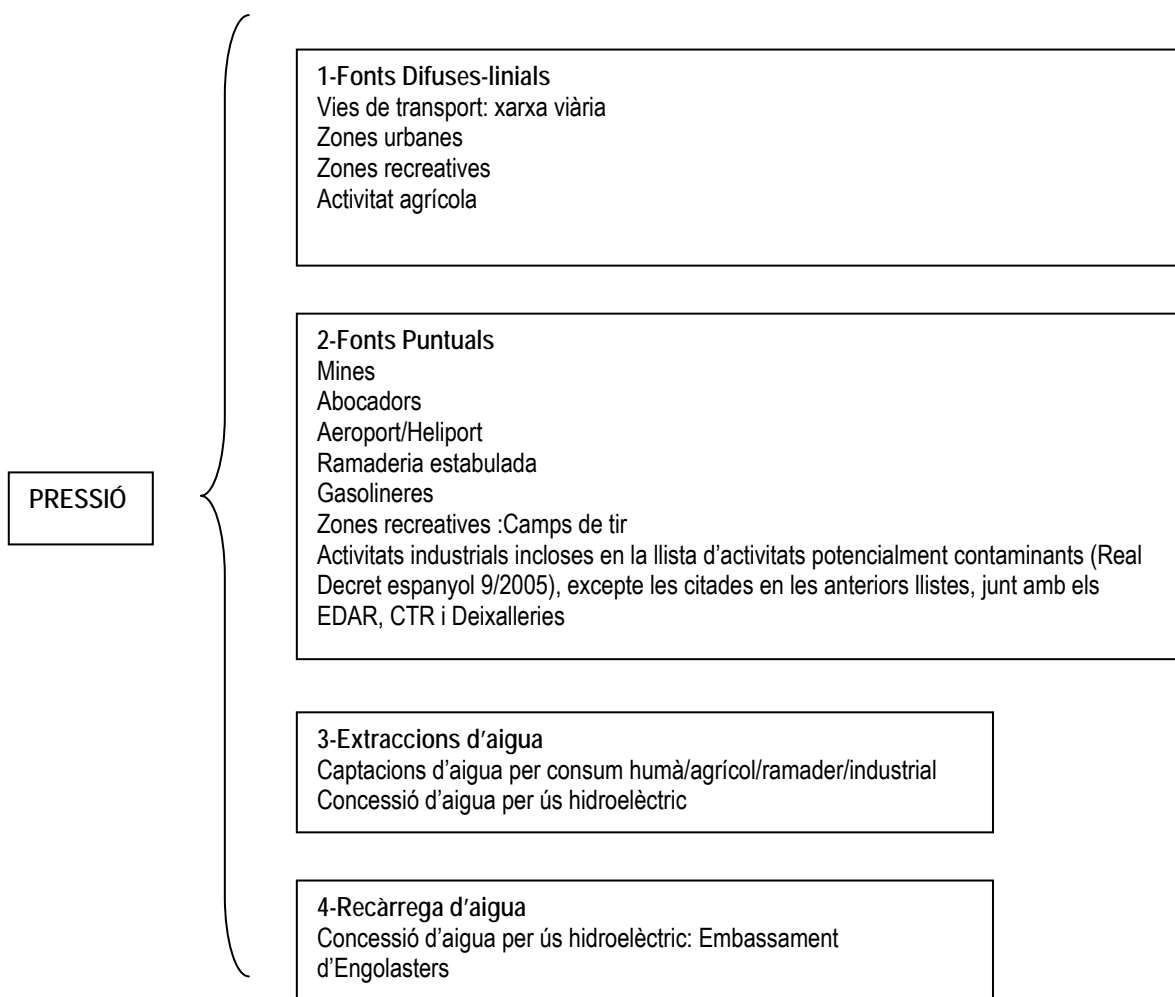 1-Fonts Difuses-linials
Vies de transport: xarxa viària
Zones urbanes
Zones recreatives
Activitat agrícola
2-Fonts Puntuals
Mines
Abocadors
Aeroport/Heliport
Ramaderia estabulada
Gasolineres
Zones recreatives :Camps de tir
Activitats industrials incloses en la llista d'activitats potencialment contaminants (Real
Decret espanyol 9/2005), excepte les citades en les anteriors llistes, junt amb els
EDAR, CTR i Deixalleries
PRESSIÓ
3-Extraccions d'aigua
Captacions d'aigua per consum humà/agrícol/ramader/industrial
Concessió d'aigua per ús hidroelèctric
4-Recàrrega d'aigua
Concessió d'aigua per ús hidroelèctric: Embassament
d'Engolasters